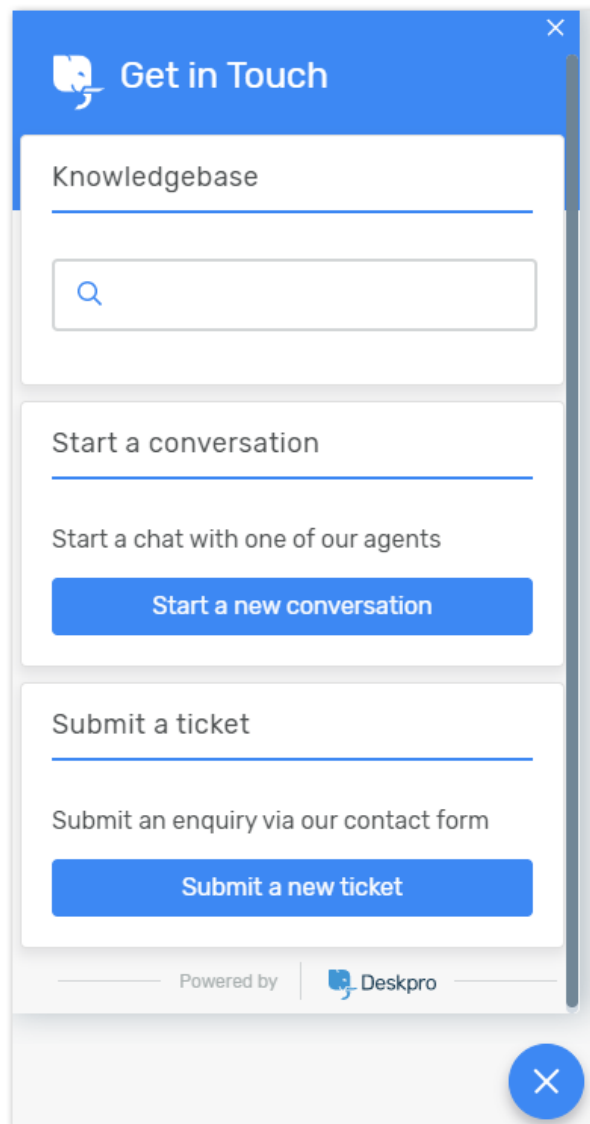 Get in Touch
Knowledgebase
Start a conversation
Start a chat with one of our agents
Start a new conversation
Submit a ticket
Submit an enquiry via our contact form
Submit a new ticket
Powered by Deskpro